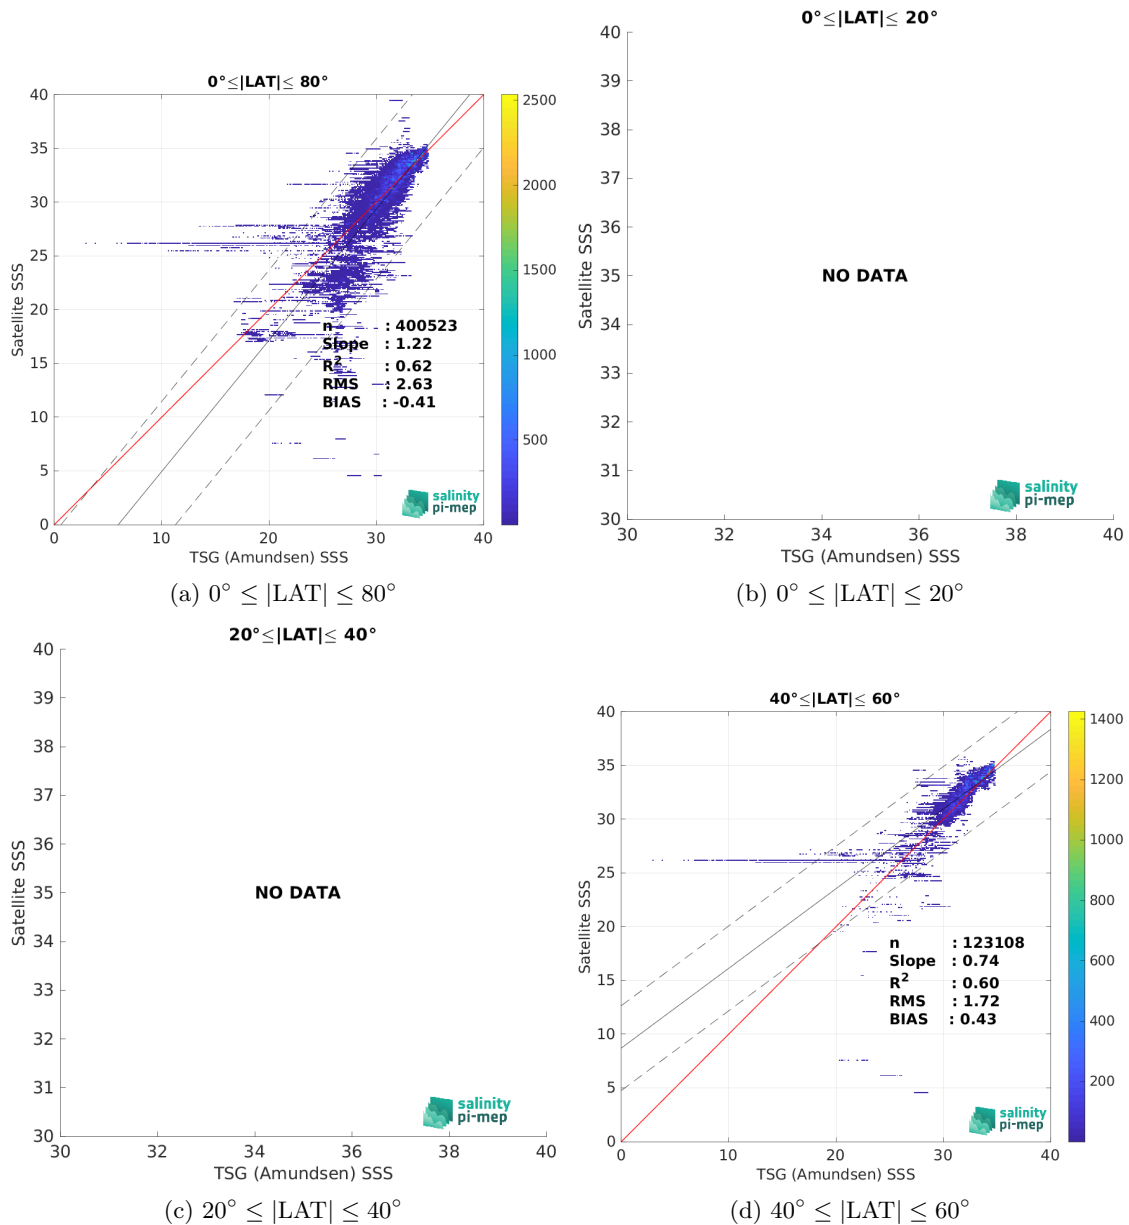 0°≤|LAT|≤ 80°
40
35
30
25
20
15
10
5
0
Satellite SSS
0
10
20
30
40
TSG (Amundsen) SSS
2500
2000
1500
1000
500
n : 400523
Slope : 1.22
R² : 0.62
RMS : 2.63
BIAS : -0.41
salinity
pi-mep
(a) 0° ≤ |LAT| ≤ 80°
0°≤|LAT|≤ 20°
40
39
38
37
36
35
34
33
32
31
30
Satellite SSS
NO DATA
30
32
34
36
38
40
TSG (Amundsen) SSS
salinity
pi-mep
(b) 0° ≤ |LAT| ≤ 20°
20°≤|LAT|≤ 40°
40
39
38
37
36
35
34
33
32
31
30
Satellite SSS
NO DATA
30
32
34
36
38
40
TSG (Amundsen) SSS
salinity
pi-mep
(c) 20° ≤ |LAT| ≤ 40°
40°≤|LAT|≤ 60°
40
35
30
25
20
15
10
5
0
Satellite SSS
0
10
20
30
40
TSG (Amundsen) SSS
1400
1200
1000
800
600
400
200
n : 123108
Slope : 0.74
R² : 0.60
RMS : 1.72
BIAS : 0.43
salinity
pi-mep
(d) 40° ≤ |LAT| ≤ 60°